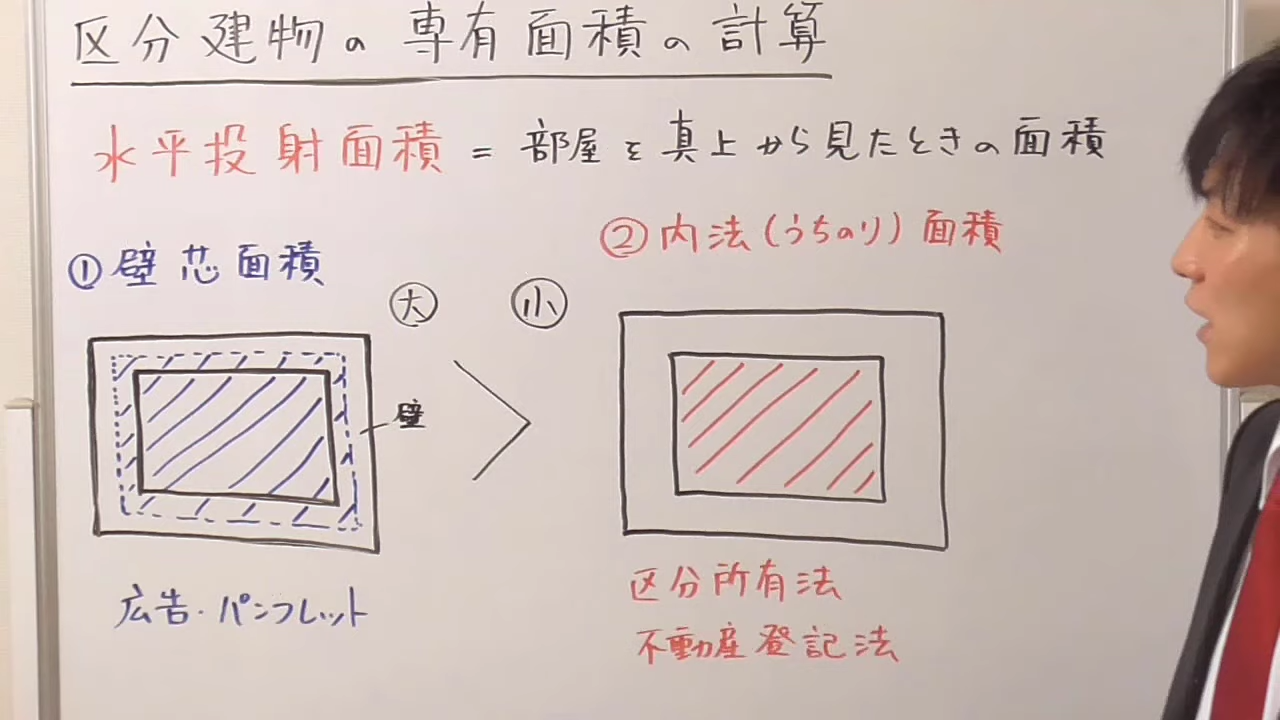 区分建物の専有面積の計算
水平投射面積 = 部屋を真上から見たときの面積
①壁芯面積
大
小
②内法(うちのり)面積
壁
広告・パンフレット
区分所有法
不動産登記法